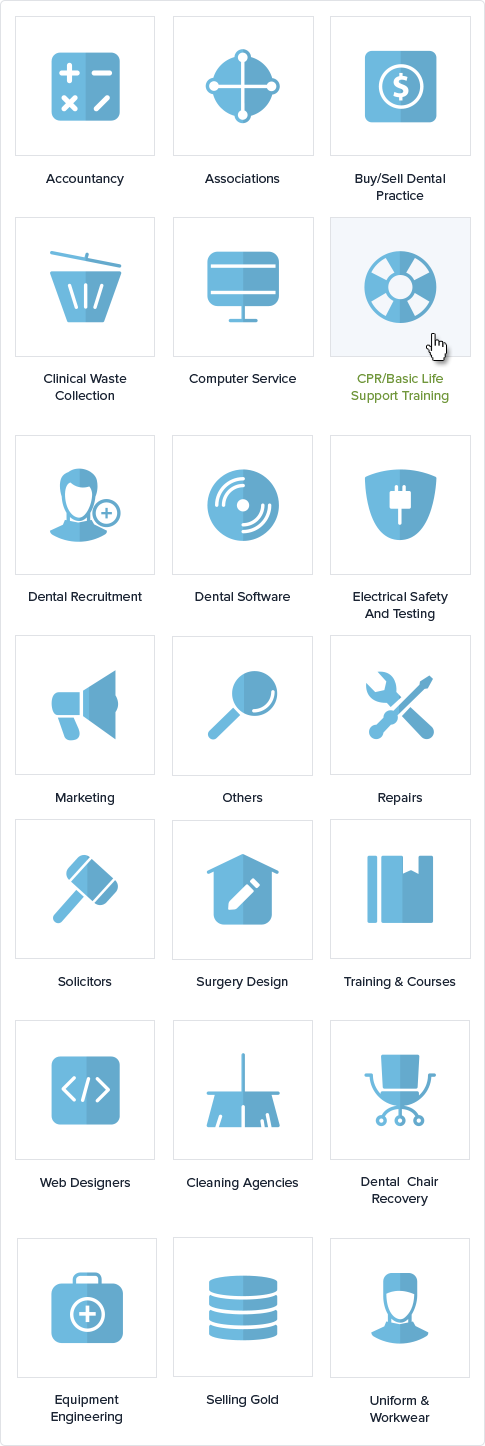 Accountancy
Associations
Buy/Sell Dental
Practice
Clinical Waste
Collection
Computer Service
CPR/Basic Life
Support Training
Dental Recruitment
Dental Software
Electrical Safety
And Testing
Marketing
Others
Repairs
Solicitors
Surgery Design
Training & Courses
Web Designers
Cleaning Agencies
Dental  Chair
Recovery
Equipment
Engineering
Selling Gold
Uniform &
Workwear